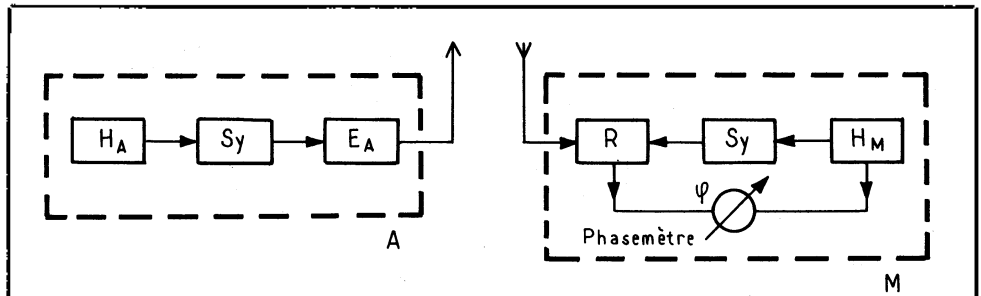 HA Sy EA
R Sy HM
φ
Phasemètre
A
M